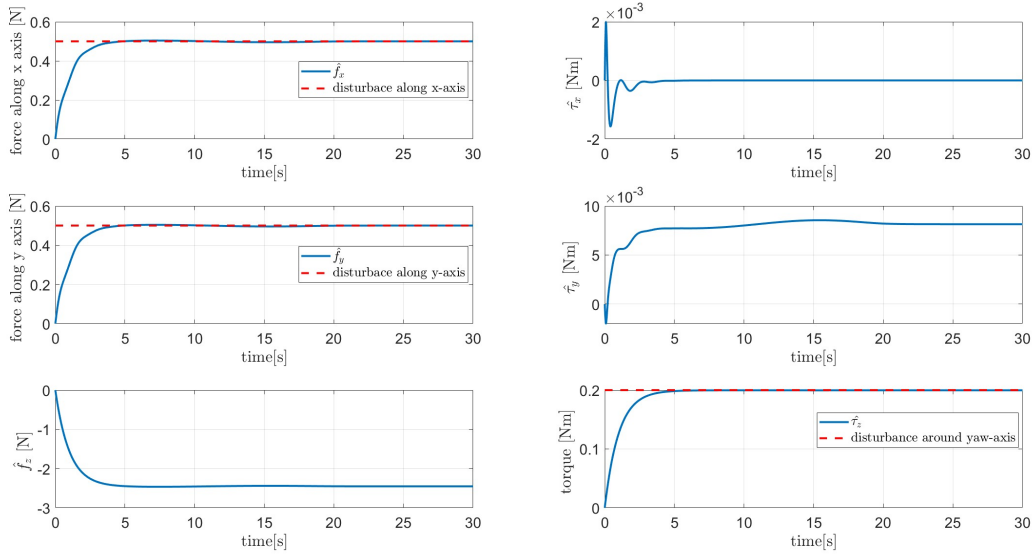 force along x axis [N]
0.6
0.4
0.2
0
f̂x
disturbace along x-axis
0 5 10 15 20 25 30
time[s]
×10⁻³
2
0
-2
τ̂x [Nm]
0 5 10 15 20 25 30
time[s]
force along y axis [N]
0.6
0.4
0.2
0
f̂y
disturbace along y-axis
0 5 10 15 20 25 30
time[s]
×10⁻³
10
5
0
τ̂y [Nm]
0 5 10 15 20 25 30
time[s]
f̂z [N]
0
-1
-2
-3
0 5 10 15 20 25 30
time[s]
torque [Nm]
0.2
0.1
0
τ̂z
disturbance around yaw-axis
0 5 10 15 20 25 30
time[s]